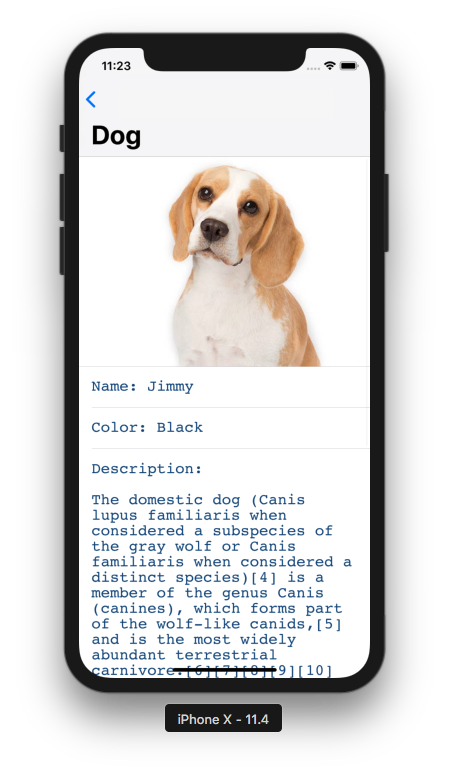 11:23
Dog
Name: Jimmy
Color: Black
Description:
The domestic dog (Canis
lupus familiaris when
considered a subspecies of
the gray wolf or Canis
familiaris when considered a
distinct species)[4] is a
member of the genus Canis
(canines), which forms part
of the wolf-like canids,[5]
and is the most widely
abundant terrestrial
carnivore.[6][7][8][9][10]
iPhone X - 11.4